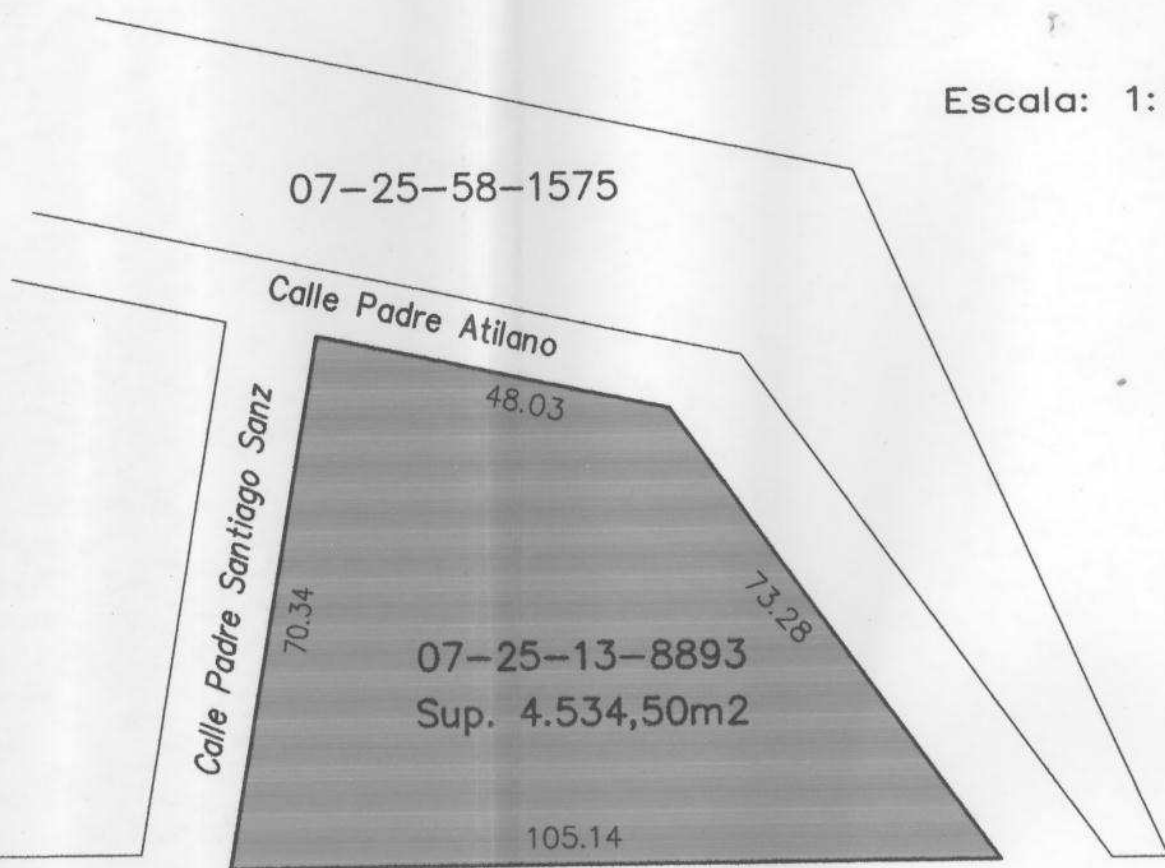 Escala: 1:
07-25-58-1575
Calle Padre Atilano
48.03
Calle Padre Santiago Sanz
70.34
73.28
07-25-13-8893
Sup. 4.534,50m2
105.14